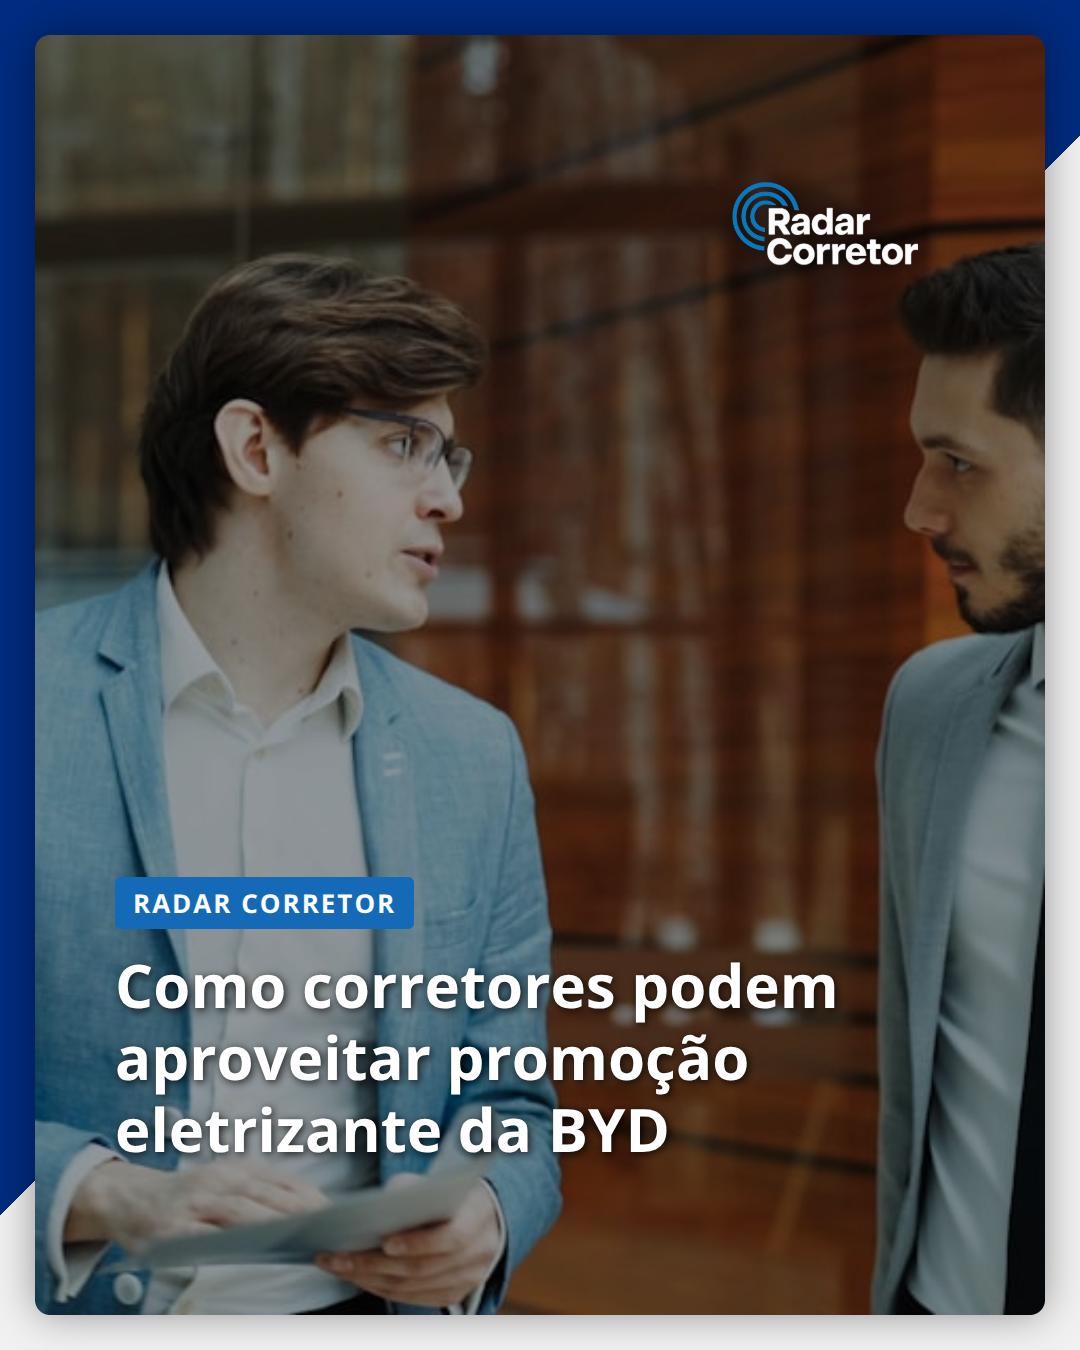 Radar
Corretor
RADAR CORRETOR
Como corretores podem
aproveitar promoção
eletrizante da BYD